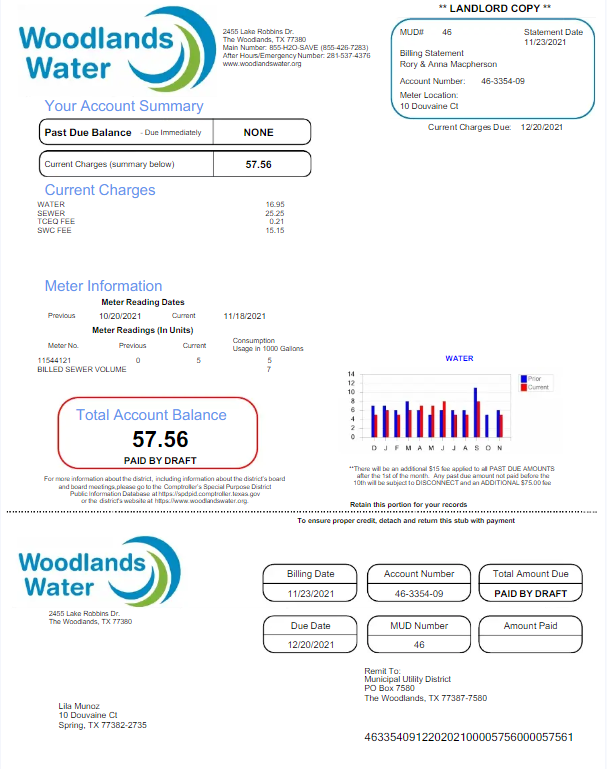 ** LANDLORD COPY **
Woodlands
Water
2455 Lake Robbins Dr.
The Woodlands, TX 77380
Main Number: 855-H2O-SAVE (855-426-7283)
After Hours/Emergency Number: 281-537-4376
www.woodlandswater.org
MUD# 46 Statement Date
11/23/2021
Billing Statement
Rory & Anna Macpherson
Account Number: 46-3354-09
Meter Location:
10 Douvaine Ct
Current Charges Due: 12/20/2021
Your Account Summary
Past Due Balance - Due Immediately NONE
Current Charges (summary below) 57.56
Current Charges
WATER 16.95
SEWER 25.25
TCEQ FEE 0.21
SWC FEE 15.15
Meter Information
Meter Reading Dates
Previous 10/20/2021 Current 11/18/2021
Meter Readings (In Units)
Meter No. Previous Current Consumption
Usage in 1000 Gallons
11544121 0 5 5
BILLED SEWER VOLUME 7
WATER
14
12
10
8
6
4
2
0
D J F M A M J J A S O N
Prior
Current
Total Account Balance
57.56
PAID BY DRAFT
**There will be an additional $15 fee applied to all PAST DUE AMOUNTS
after the 1st of the month. Any past due amount not paid before the
10th will be subject to DISCONNECT and an ADDITIONAL $75.00 fee
For more information about the district, including information about the district's board
and board meetings,please go to the Comptroller's Special Purpose District
Public Information Database at https://spdpid.comptroller.texas.gov
or the district's website at https://www.woodlandswater.org.
Retain this portion for your records
To ensure proper credit, detach and return this stub with payment
Woodlands
Water
2455 Lake Robbins Dr.
The Woodlands, TX 77380
Billing Date Account Number Total Amount Due
11/23/2021 46-3354-09 PAID BY DRAFT
Due Date MUD Number Amount Paid
12/20/2021 46
Remit To:
Municipal Utility District
PO Box 7580
The Woodlands, TX 77387-7580
Lila Munoz
10 Douvaine Ct
Spring, TX 77382-2735
463354091220202100005756000057561